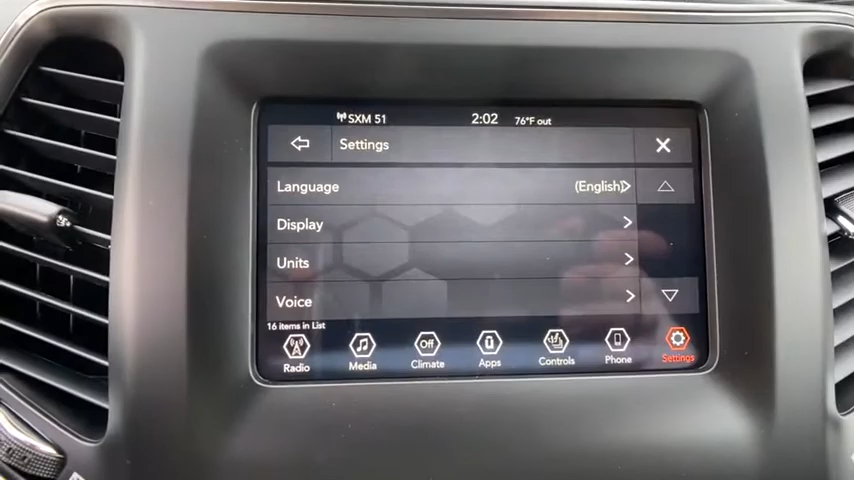 SXM 51 2:02 76°F out
Settings
Language (English)
Display
Units
Voice
16 items in List
Off
Radio Media Climate Apps Controls Phone Settings